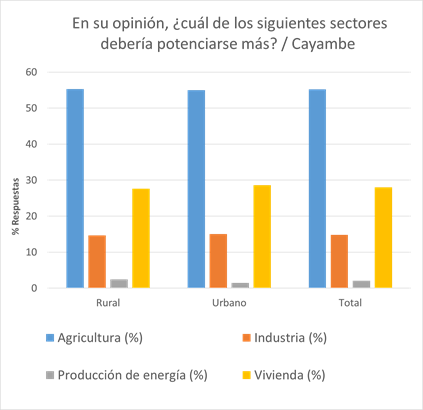 En su opinión, ¿cuál de los siguientes sectores
debería potenciarse más? / Cayambe
60
50
40
30
20
10
0
% Respuestas
Rural Urbano Total
Agricultura (%) Industria (%)
Producción de energía (%) Vivienda (%)